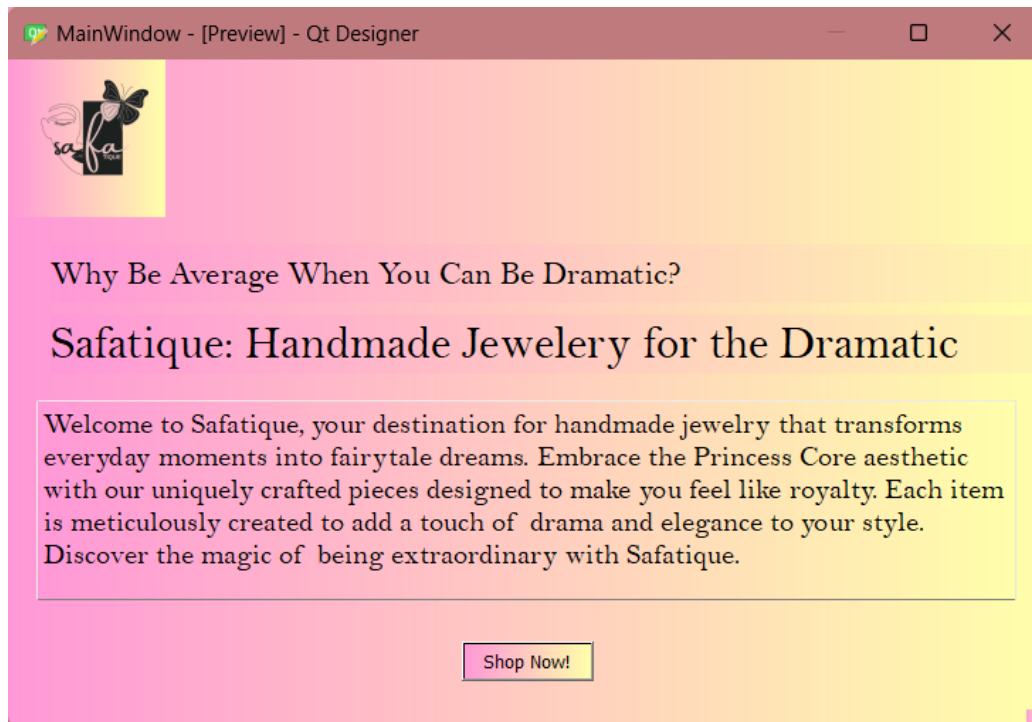 MainWindow - [Preview] - Qt Designer
safa
TIQUE
Why Be Average When You Can Be Dramatic?
Safatique: Handmade Jewelery for the Dramatic
Welcome to Safatique, your destination for handmade jewelry that transforms
everyday moments into fairytale dreams. Embrace the Princess Core aesthetic
with our uniquely crafted pieces designed to make you feel like royalty. Each item
is meticulously created to add a touch of drama and elegance to your style.
Discover the magic of being extraordinary with Safatique.
Shop Now!